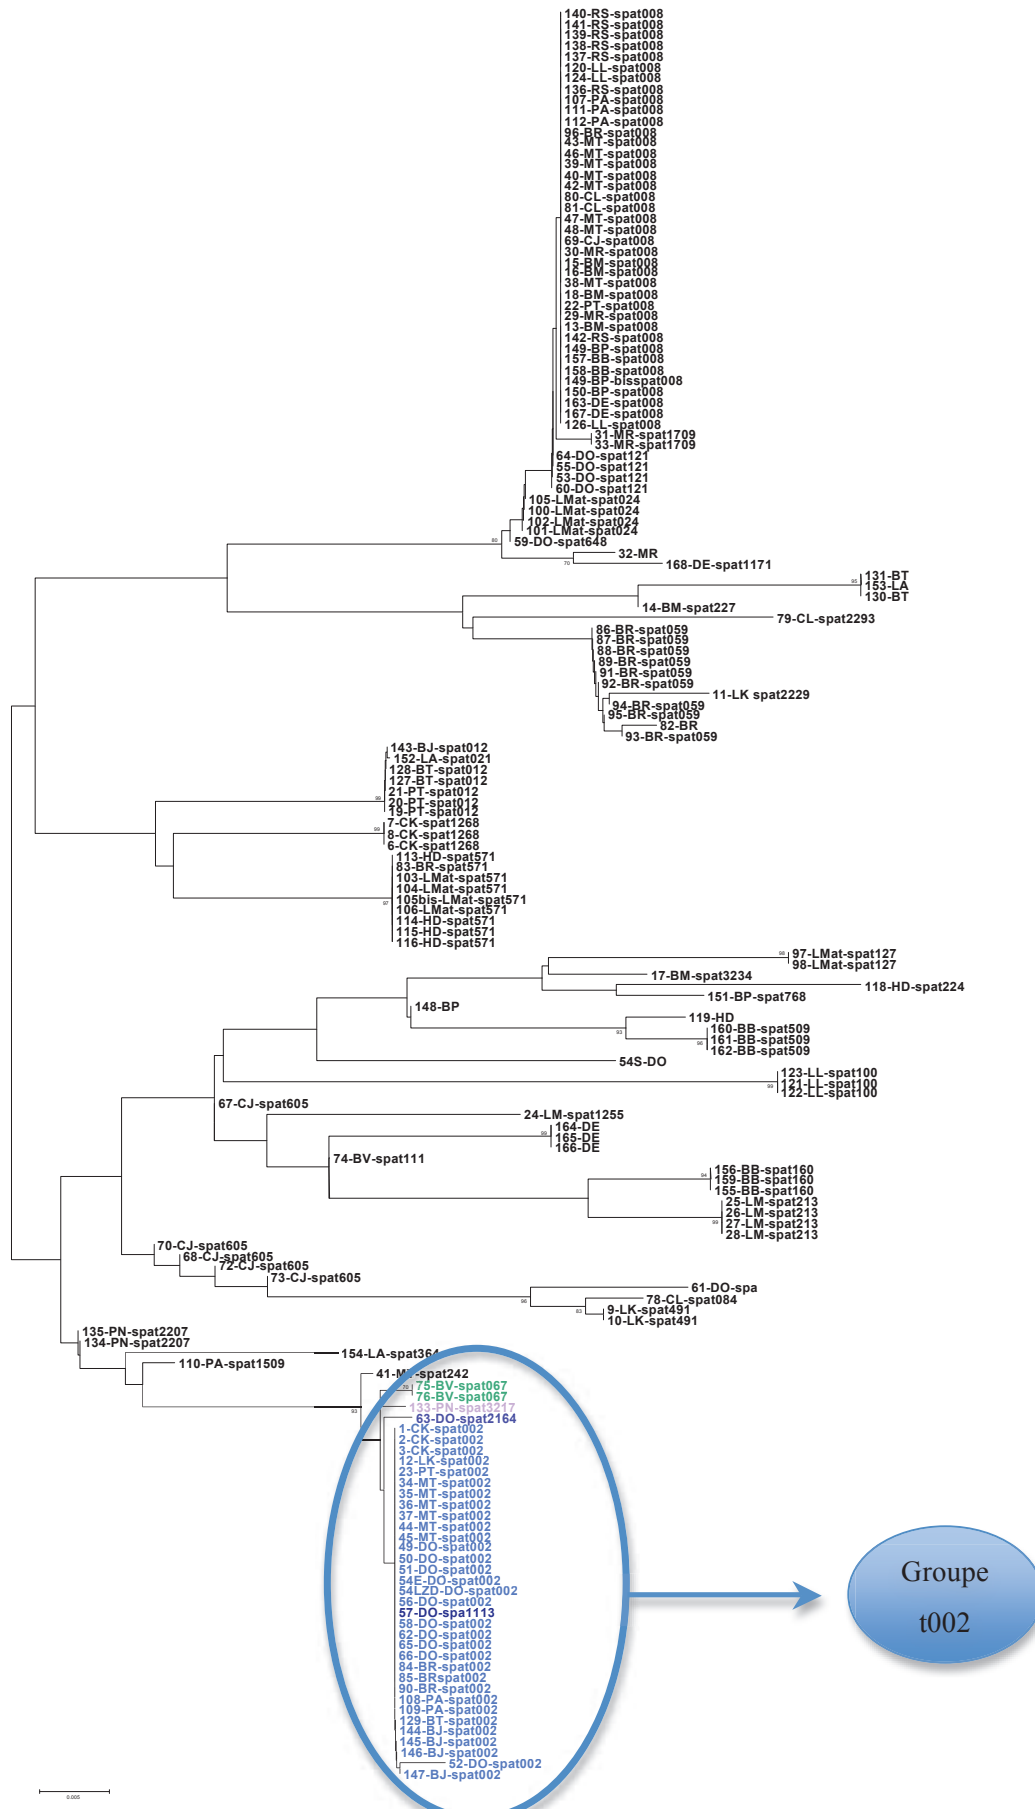 140-RS-spat008
141-RS-spat008
139-RS-spat008
138-RS-spat008
137-RS-spat008
120-LL-spat008
124-LL-spat008
136-RS-spat008
107-PA-spat008
111-PA-spat008
112-PA-spat008
96-BR-spat008
43-MT-spat008
46-MT-spat008
39-MT-spat008
40-MT-spat008
42-MT-spat008
80-CL-spat008
81-CL-spat008
47-MT-spat008
48-MT-spat008
69-CJ-spat008
30-MR-spat008
15-BM-spat008
16-BM-spat008
38-MT-spat008
18-BM-spat008
22-PT-spat008
29-MR-spat008
13-BM-spat008
142-RS-spat008
149-BP-spat008
157-BB-spat008
158-BB-spat008
149-BP-bisspat008
150-BP-spat008
163-DE-spat008
167-DE-spat008
126-LL-spat008
31-MR-spat1709
33-MR-spat1709
64-DO-spat121
55-DO-spat121
53-DO-spat121
60-DO-spat121
105-LMat-spat024
100-LMat-spat024
102-LMat-spat024
101-LMat-spat024
59-DO-spat648
80
32-MR
70
168-DE-spat1171
131-BT
95
153-LA
130-BT
14-BM-spat227
79-CL-spat2293
86-BR-spat059
87-BR-spat059
88-BR-spat059
89-BR-spat059
91-BR-spat059
92-BR-spat059
11-LK spat2229
94-BR-spat059
95-BR-spat059
82-BR
93-BR-spat059
143-BJ-spat012
152-LA-spat021
128-BT-spat012
127-BT-spat012
21-PT-spat012
99
20-PT-spat012
19-PT-spat012
7-CK-spat1268
99
8-CK-spat1268
6-CK-spat1268
113-HD-spat571
83-BR-spat571
103-LMat-spat571
104-LMat-spat571
105bis-LMat-spat571
97
106-LMat-spat571
114-HD-spat571
115-HD-spat571
116-HD-spat571
97-LMat-spat127
98
98-LMat-spat127
17-BM-spat3234
118-HD-spat224
151-BP-spat768
148-BP
119-HD
93
160-BB-spat509
161-BB-spat509
96
162-BB-spat509
54S-DO
123-LL-spat100
121-LL-spat100
99
122-LL-spat100
67-CJ-spat605
24-LM-spat1255
164-DE
99
165-DE
166-DE
74-BV-spat111
156-BB-spat160
94
159-BB-spat160
155-BB-spat160
25-LM-spat213
26-LM-spat213
99
27-LM-spat213
28-LM-spat213
70-CJ-spat605
68-CJ-spat605
72-CJ-spat605
73-CJ-spat605
61-DO-spa
96
78-CL-spat084
83
9-LK-spat491
10-LK-spat491
135-PN-spat2207
134-PN-spat2207
154-LA-spat364
110-PA-spat1509
41-MT-spat242
70
75-BV-spat067
76-BV-spat067
93
133-PN-spat3217
63-DO-spat2164
1-CK-spat002
2-CK-spat002
3-CK-spat002
12-LK-spat002
23-PT-spat002
34-MT-spat002
35-MT-spat002
36-MT-spat002
37-MT-spat002
44-MT-spat002
45-MT-spat002
49-DO-spat002
50-DO-spat002
51-DO-spat002
54E-DO-spat002
54LZD-DO-spat002
56-DO-spat002
57-DO-spa1113
58-DO-spat002
62-DO-spat002
65-DO-spat002
66-DO-spat002
84-BR-spat002
85-BRspat002
90-BR-spat002
108-PA-spat002
109-PA-spat002
129-BT-spat002
144-BJ-spat002
145-BJ-spat002
146-BJ-spat002
52-DO-spat002
147-BJ-spat002
Groupe
t002
0.005